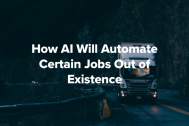 How AI Will Automate
Certain Jobs Out of
Existence